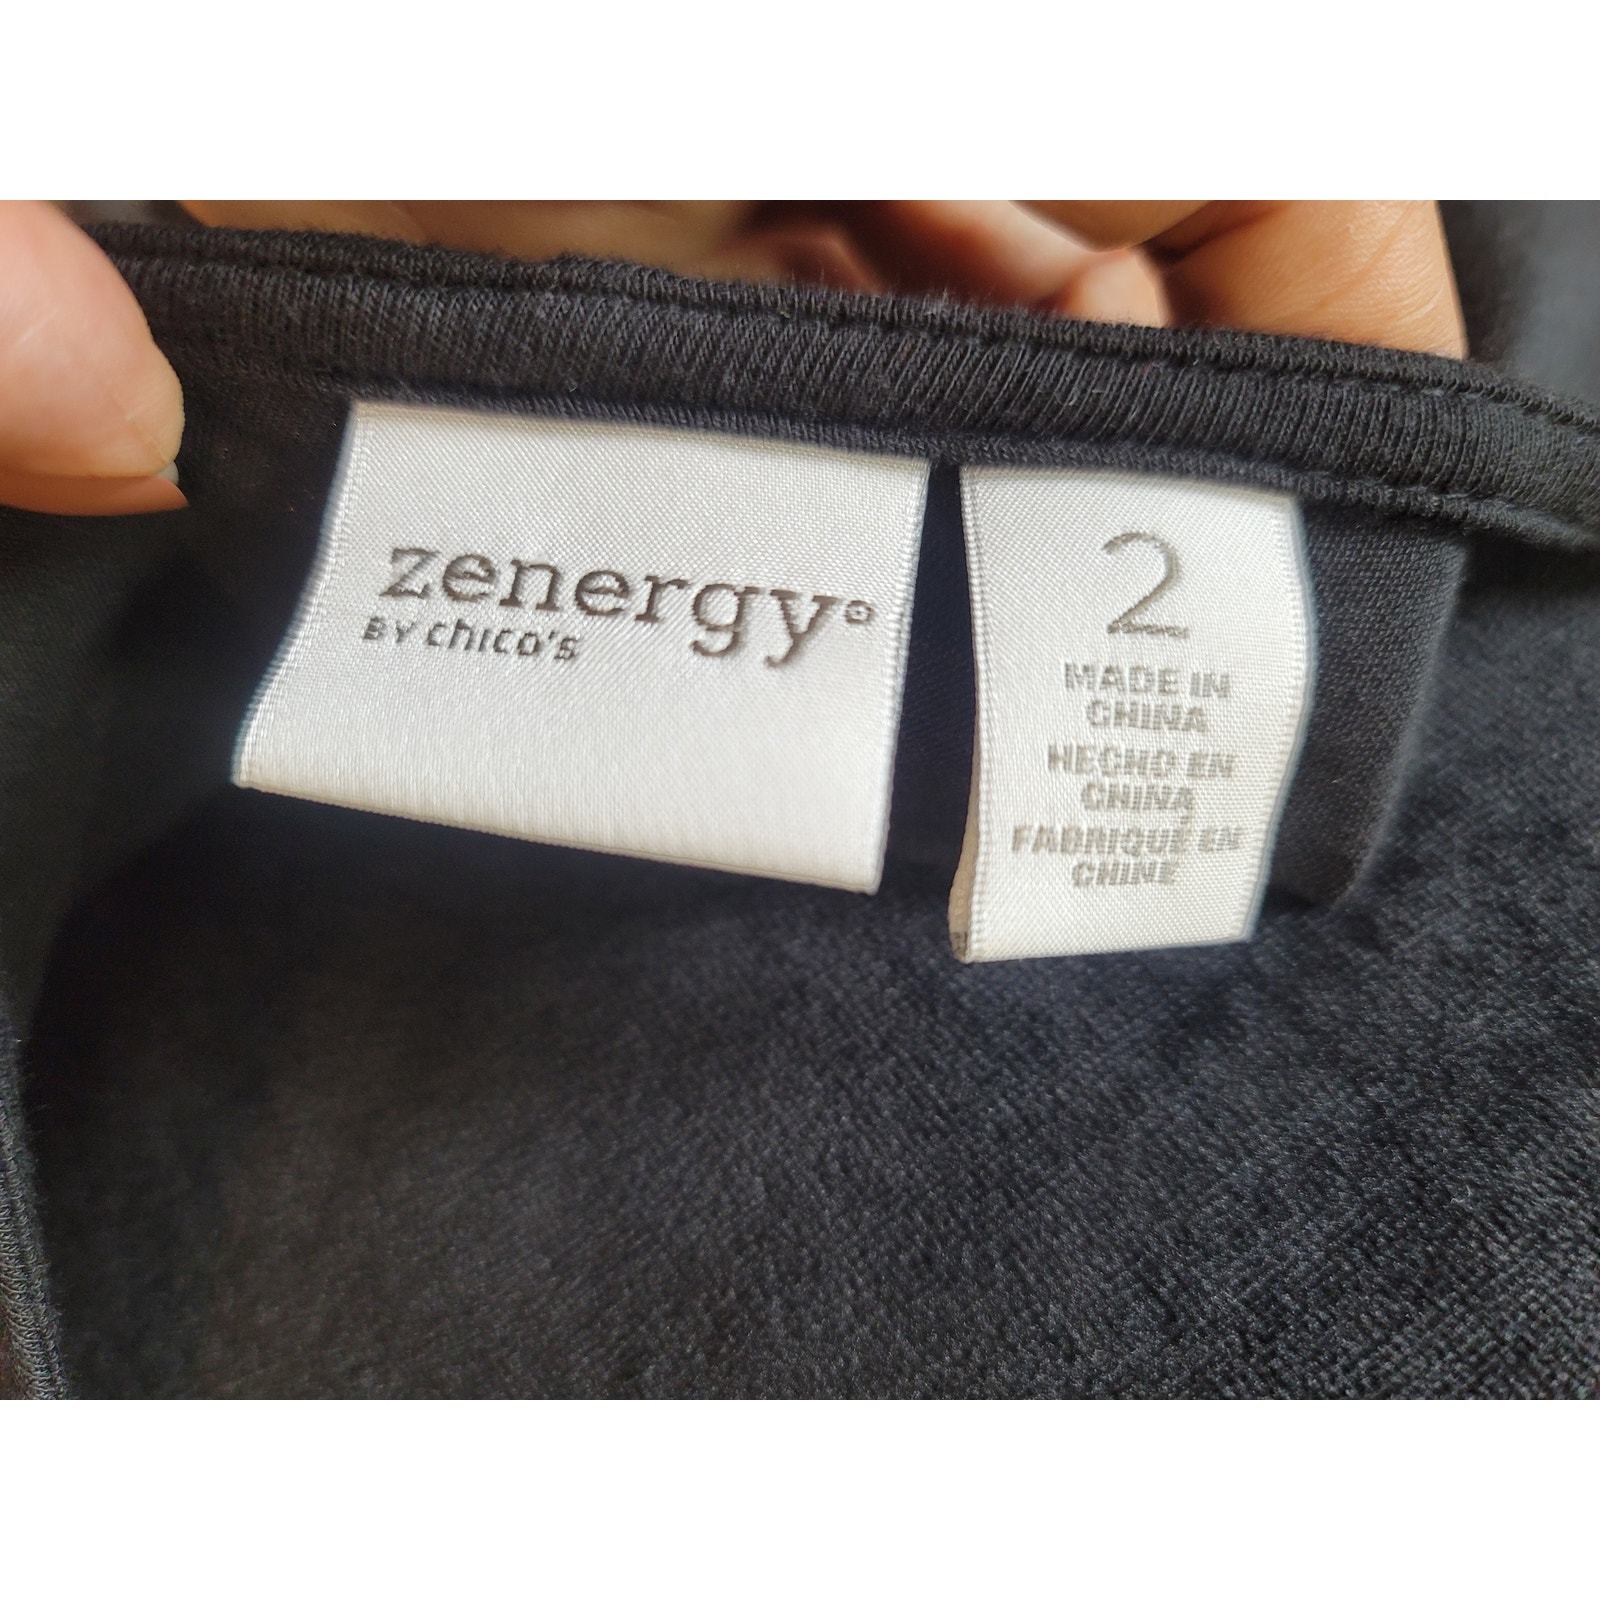 zenergy®
BY chico's
2
MADE IN
CHINA
HECHO EN
CHINA
FABRIQUÉ EN
CHINE